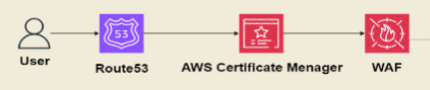 53
User
Route53
AWS Certificate Menager
WAF